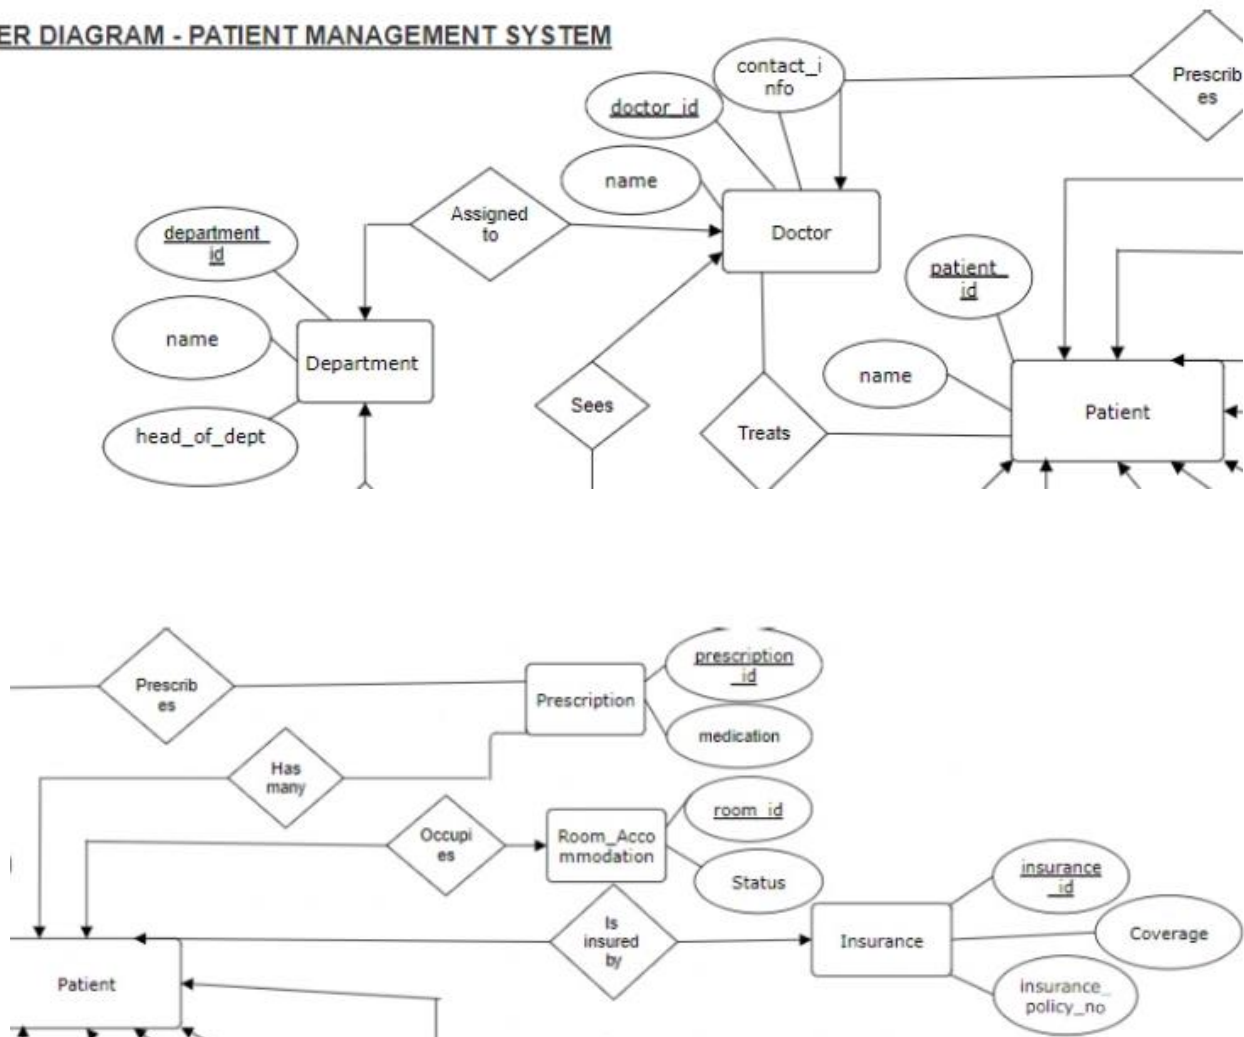 ER DIAGRAM - PATIENT MANAGEMENT SYSTEM
contact_i
nfo
Prescrib
es
doctor_id
name
Assigned
to
Doctor
department_
id
patient_
id
name
Department
name
Patient
Sees
Treats
head_of_dept
prescription
_id
Prescrib
es
Prescription
medication
Has
many
room_id
Occupi
es
Room_Acco
mmodation
Status
insurance
_id
Is
insured
by
Insurance
Coverage
Patient
insurance_
policy_no